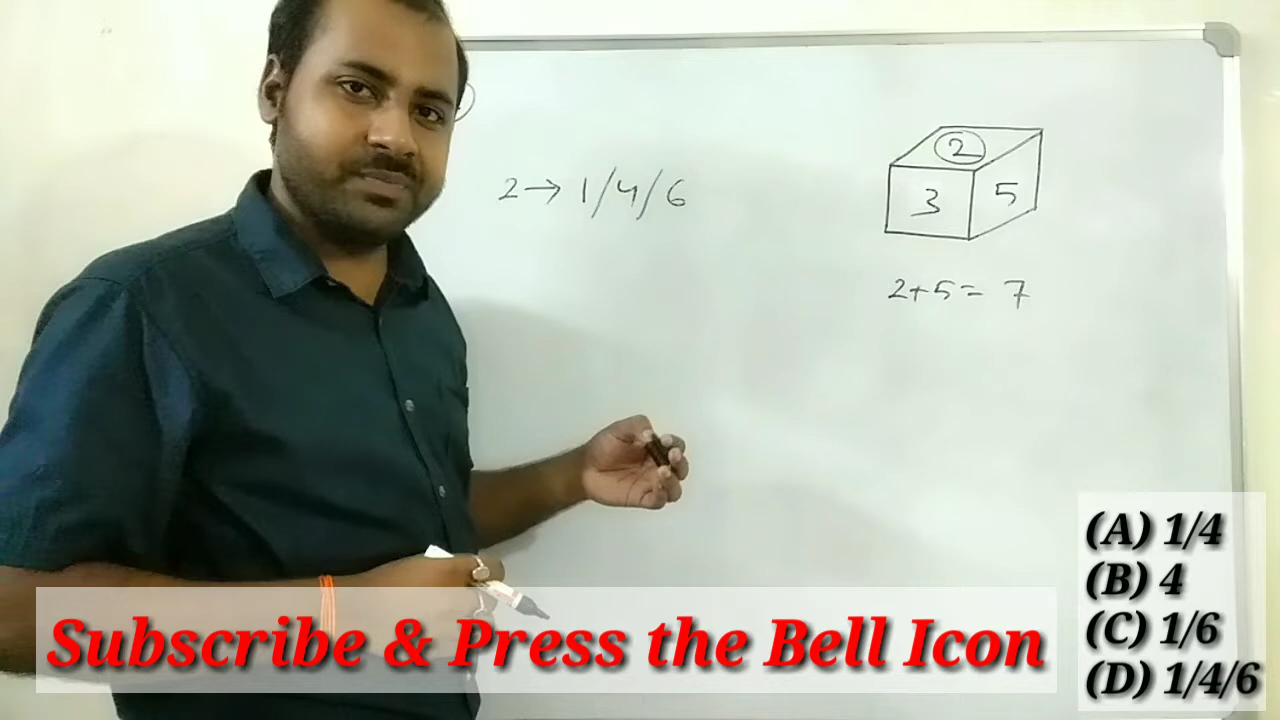 2
2→ 1/4/6
3
5
2+5= 7
(A) 1/4
(B) 4
(C) 1/6
(D) 1/4/6
Subscribe & Press the Bell Icon